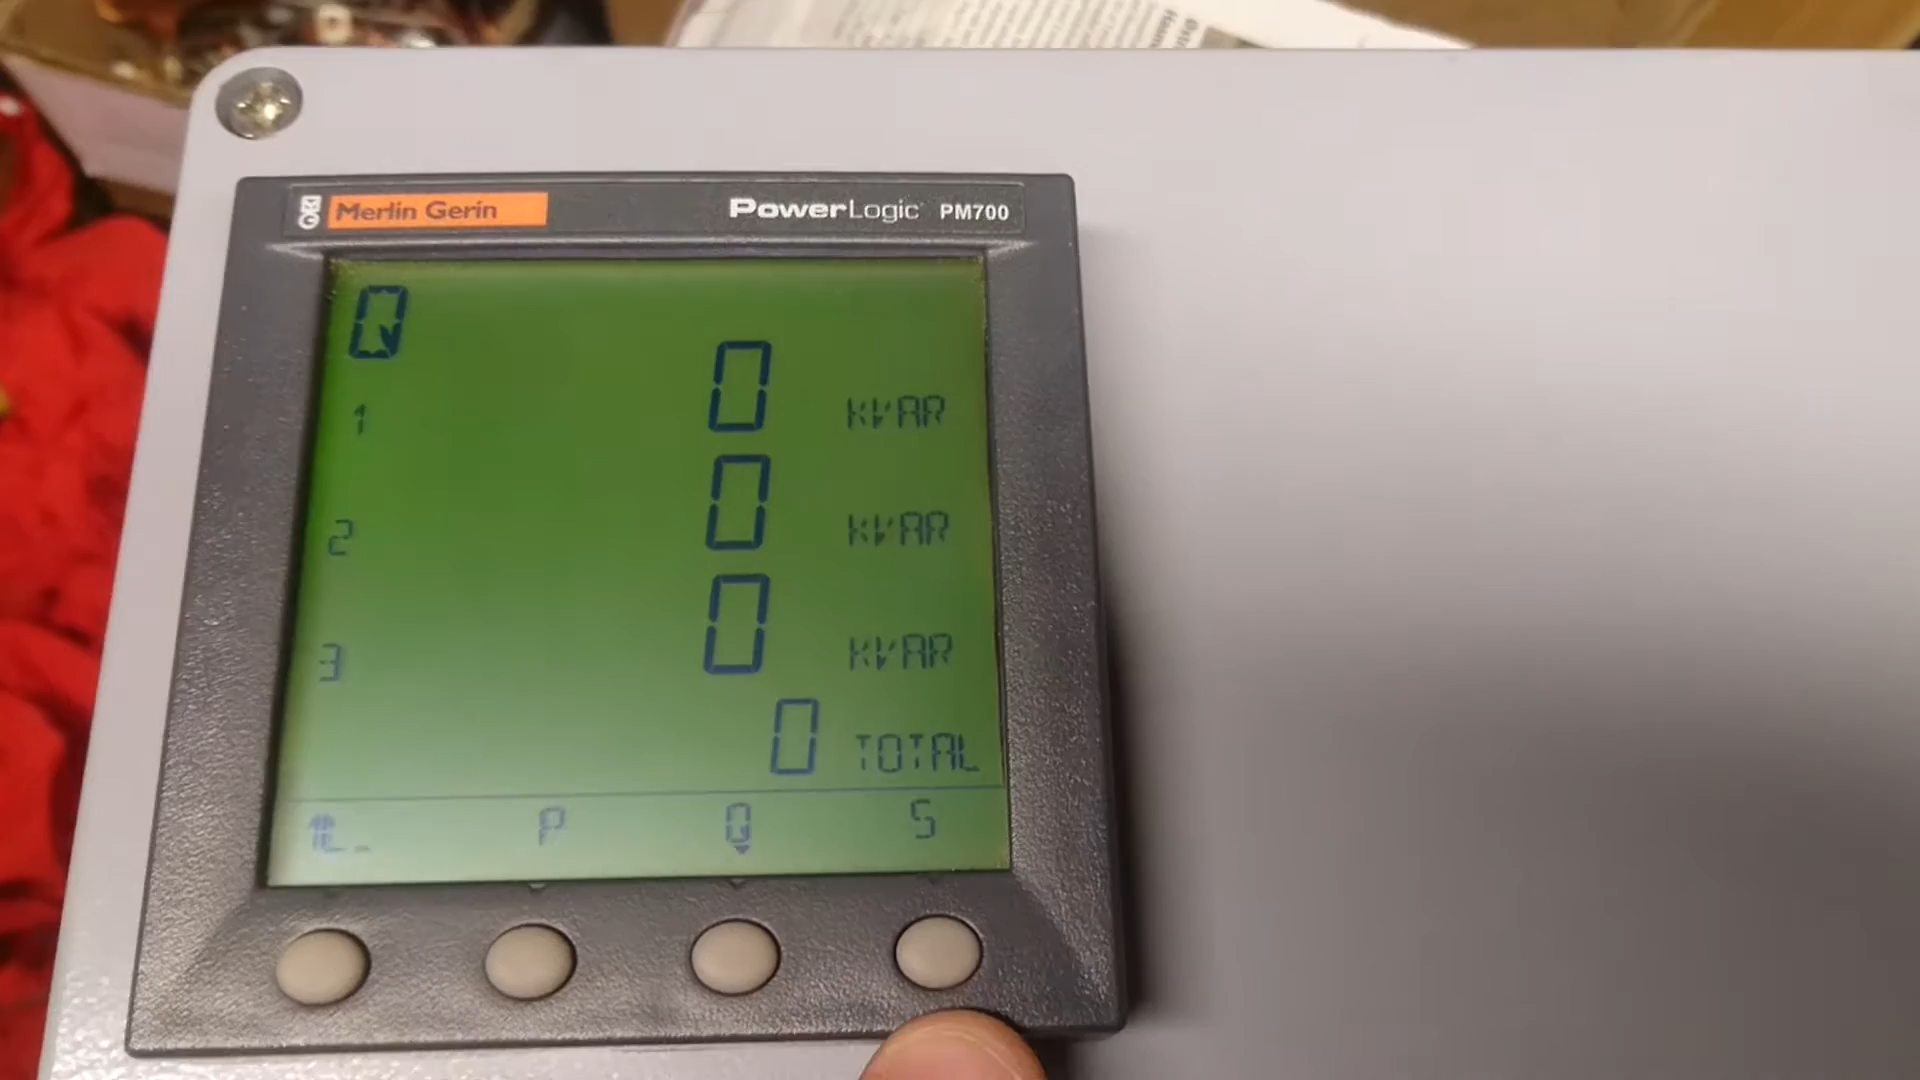 Merlin Gerin
PowerLogic PM700
Q
1 0 KVAR
2 0 KVAR
3 0 KVAR
0 TOTAL
P Q S